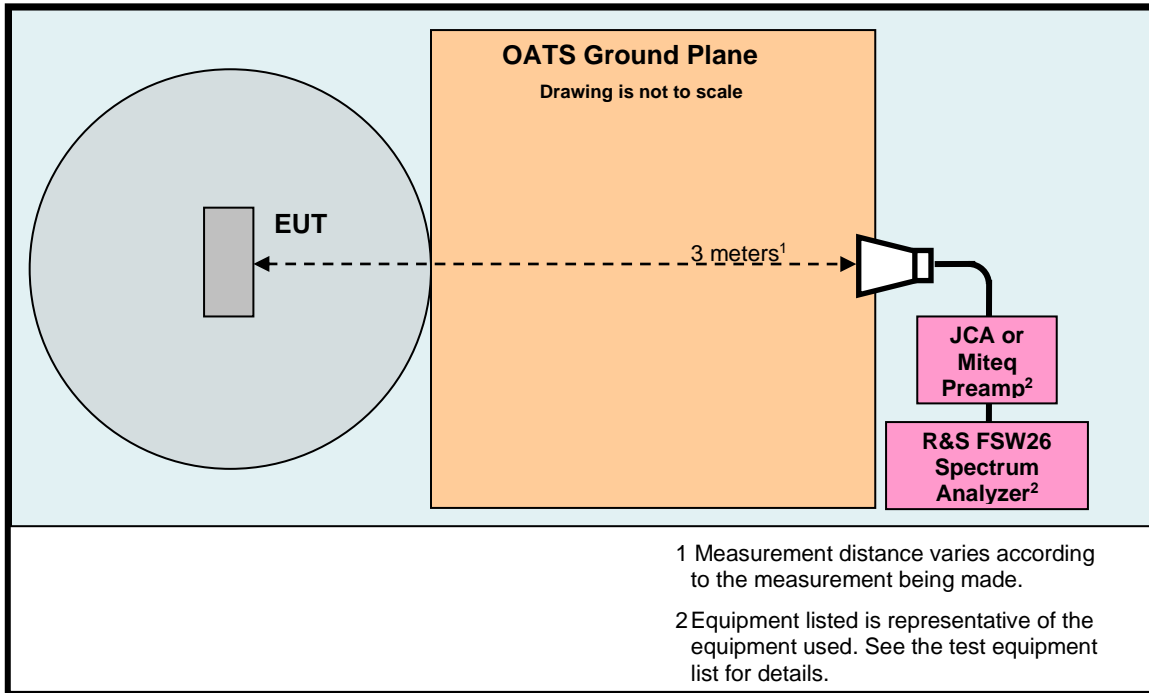 OATS Ground Plane
Drawing is not to scale
EUT
3 meters¹
JCA or
Miteq
Preamp²
R&S FSW26
Spectrum
Analyzer²
1 Measurement distance varies according
to the measurement being made.
2 Equipment listed is representative of the
equipment used. See the test equipment
list for details.